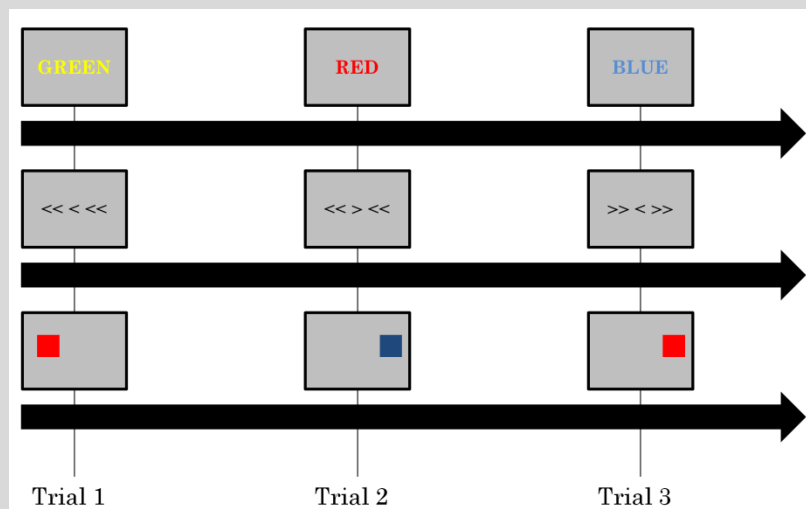 GREEN RED BLUE
<< < << << > << >> < >>
Trial 1 Trial 2 Trial 3